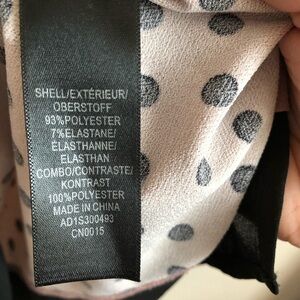 SHELL/EXTÉRIEUR/
OBERSTOFF
93%POLYESTER
7%ELASTANE/
ÉLASTHANNE/
ELASTHAN
COMBO/CONTRASTE/
KONTRAST
100%POLYESTER
MADE IN CHINA
AD1S300493
CN0015